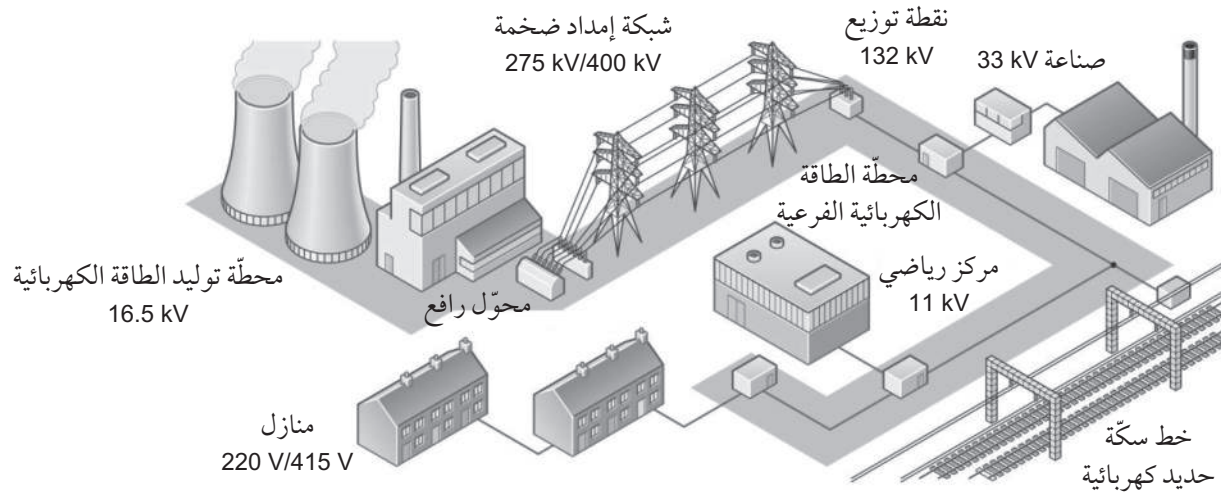 نقطة توزيع
132 kV
شبكة إمداد ضخمة
275 kV/400 kV
صناعة 33 kV
محطّة الطاقة
الكهربائية الفرعية
محطّة توليد الطاقة الكهربائية
16.5 kV
محوّل رافع
مركز رياضي
11 kV
منازل
220 V/415 V
خط سكّة
حديد كهربائية